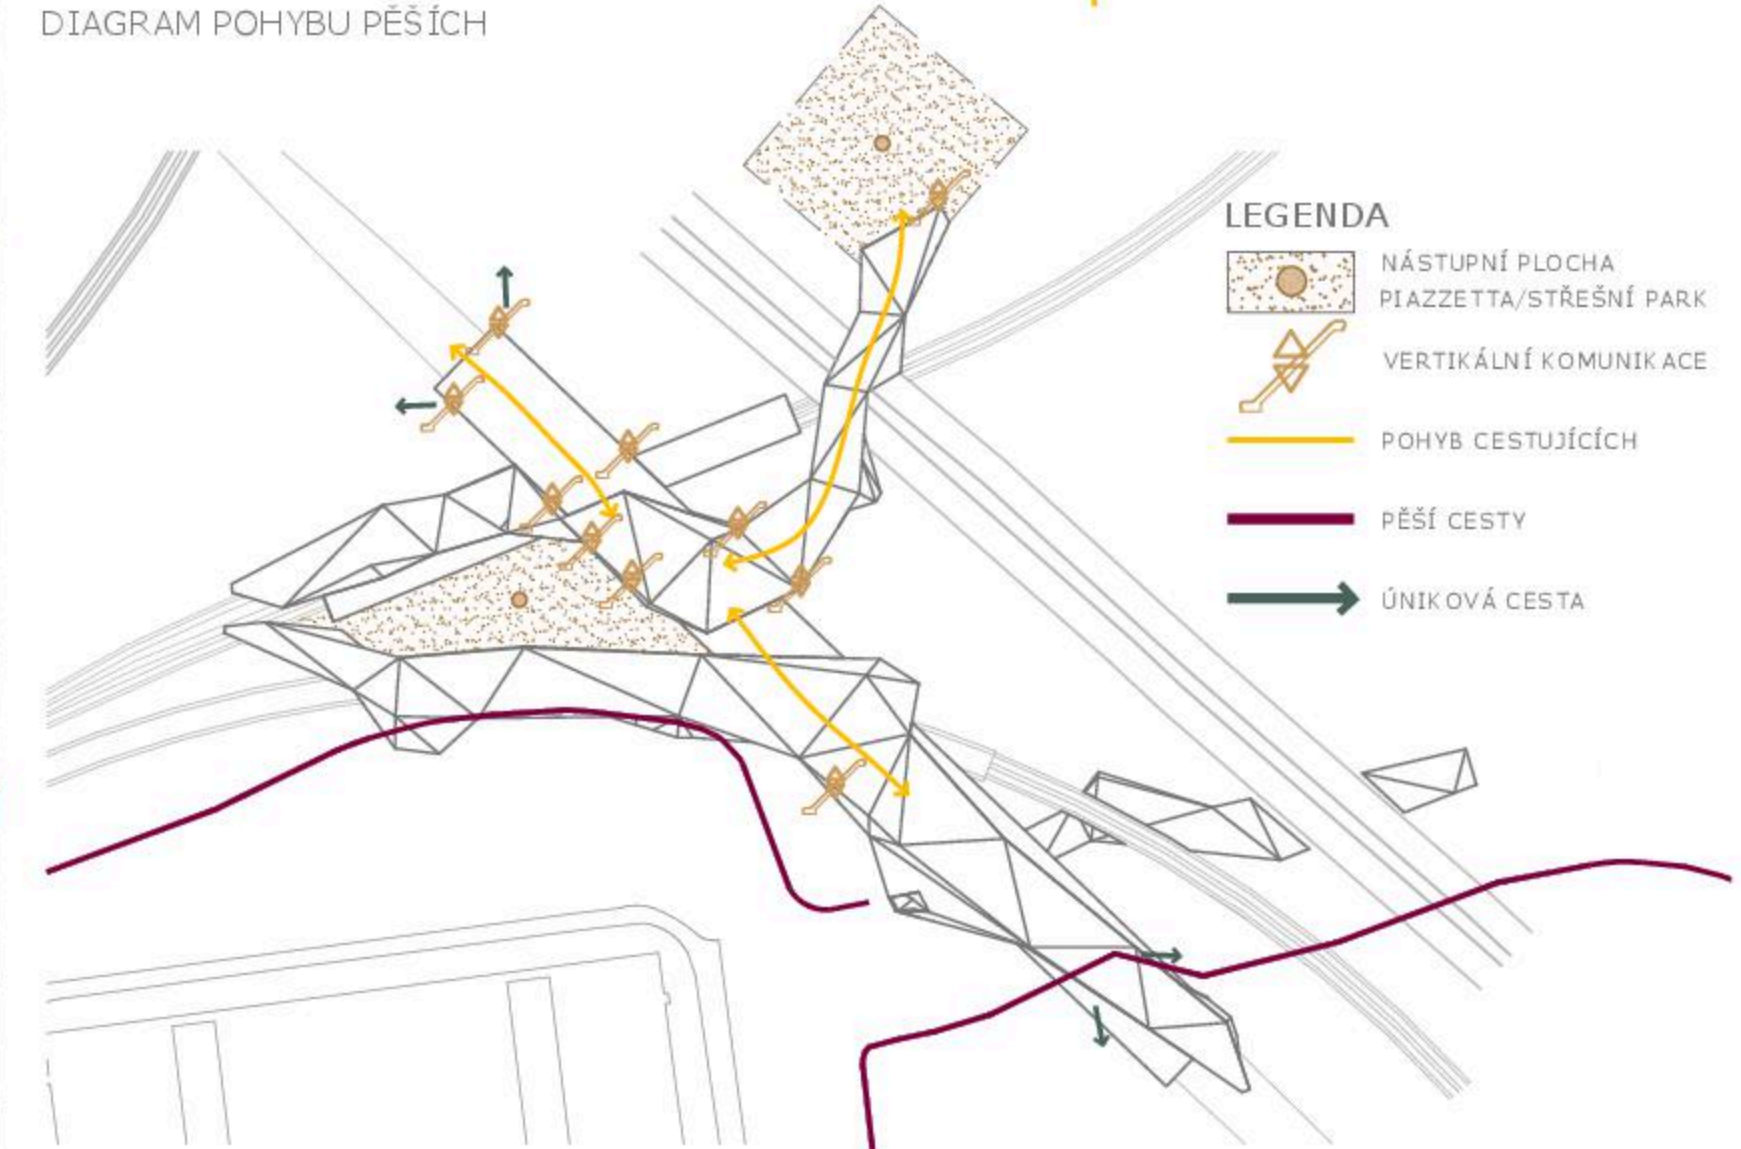 DIAGRAM POHYBU PĚŠÍCH
LEGENDA
NÁSTUPNÍ PLOCHA
PIAZZETTA/STŘEŠNÍ PARK
VERTIKÁLNÍ KOMUNIKACE
POHYB CESTUJÍCÍCH
PĚŠÍ CESTY
ÚNIKOVÁ CESTA